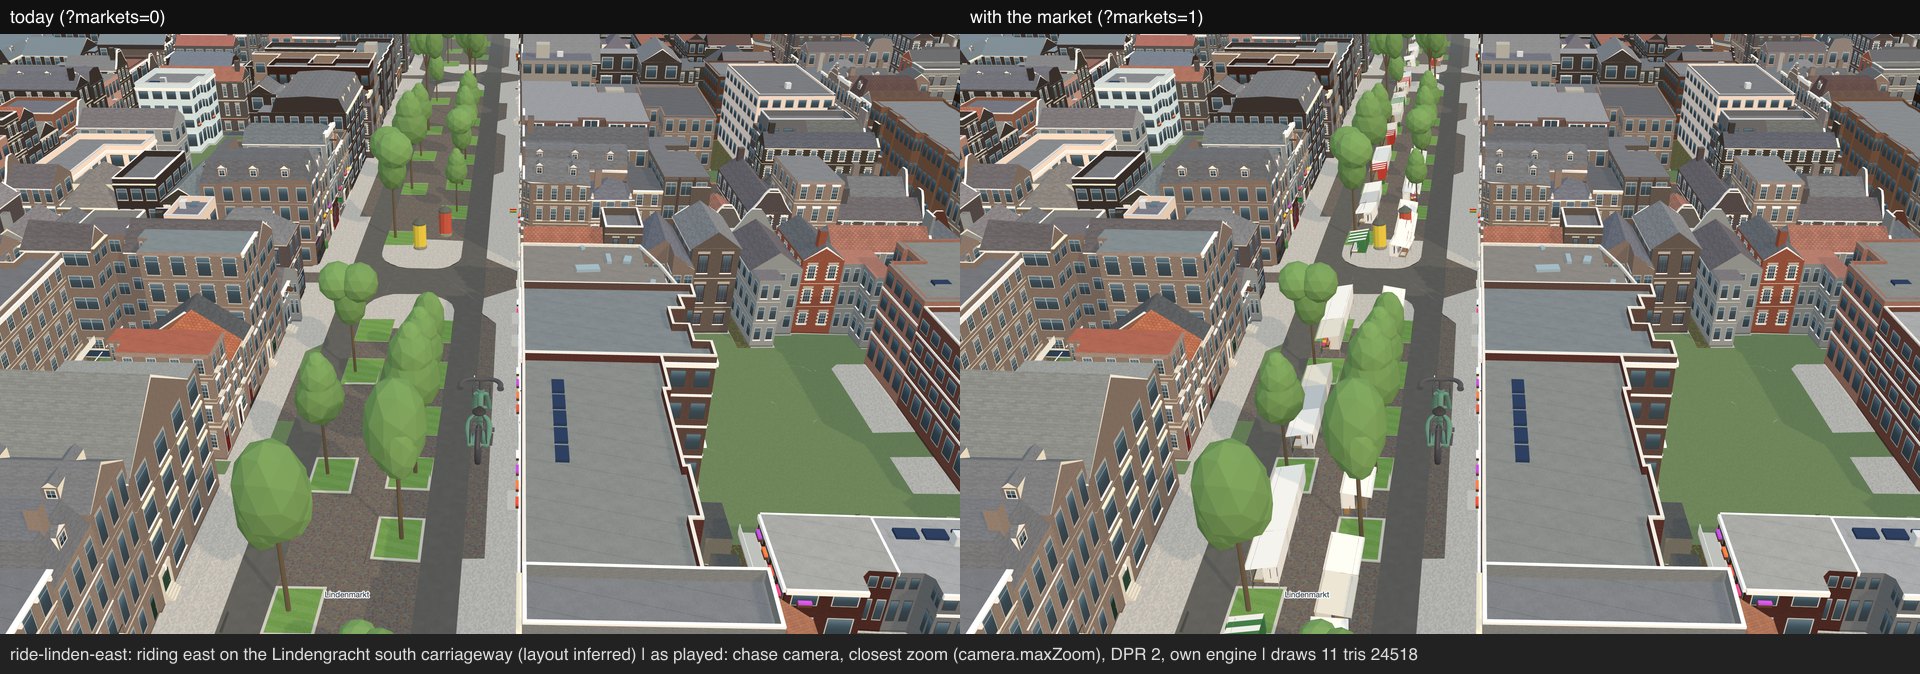 today (?markets=0)
with the market (?markets=1)
Lindenmarkt
Lindenmarkt
ride-linden-east: riding east on the Lindengracht south carriageway (layout inferred) | as played: chase camera, closest zoom (camera.maxZoom), DPR 2, own engine | draws 11 tris 24518